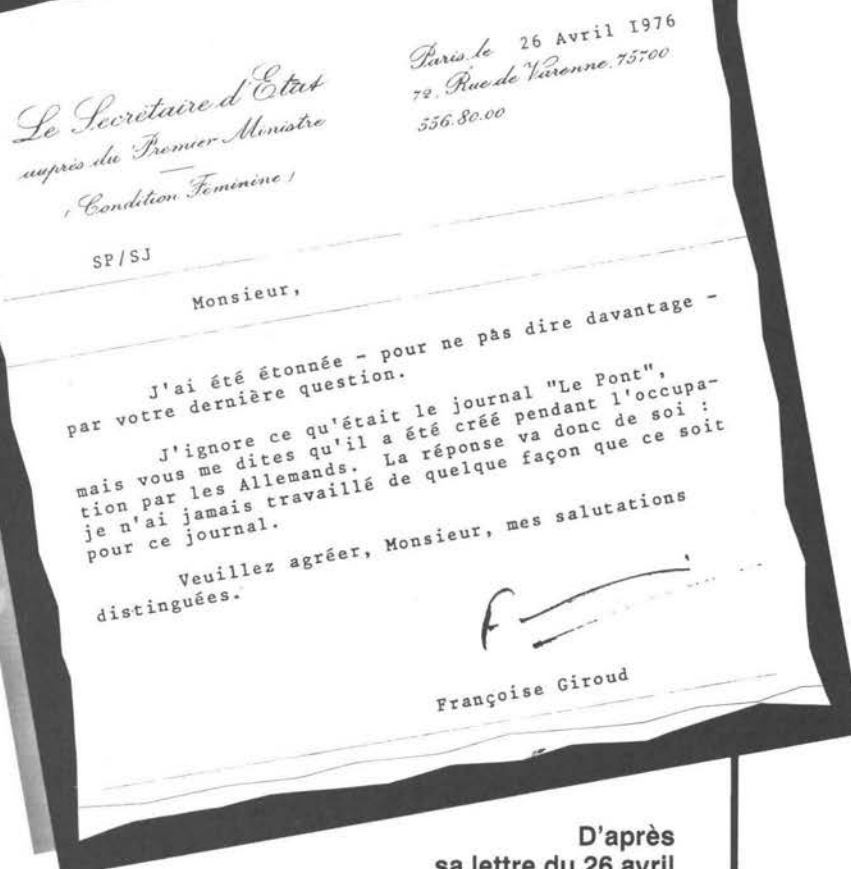 Le Secrétaire d'Etat
auprès du Premier Ministre
( Condition Féminine )
Paris, le 26 Avril 1976
72, Rue de Varenne. 75700
556.80.00
SP/SJ
Monsieur,
J'ai été étonnée - pour ne pas dire davantage -
par votre dernière question.
J'ignore ce qu'était le journal "Le Pont",
mais vous me dites qu'il a été créé pendant l'occupa-
tion par les Allemands. La réponse va donc de soi :
je n'ai jamais travaillé de quelque façon que ce soit
pour ce journal.
Veuillez agréer, Monsieur, mes salutations
distinguées.
Françoise Giroud
D'après
sa lettre du 26 avril